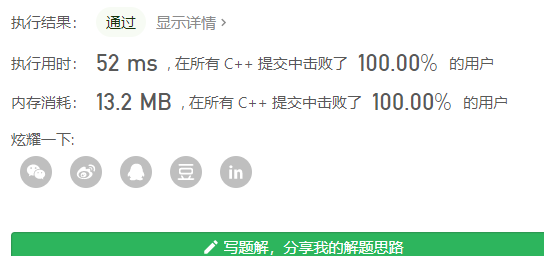 执行结果： 通过 显示详情 >
执行用时： 52 ms , 在所有 C++ 提交中击败了 100.00% 的用户
内存消耗： 13.2 MB , 在所有 C++ 提交中击败了 100.00% 的用户
炫耀一下:
豆 in
写题解，分享我的解题思路